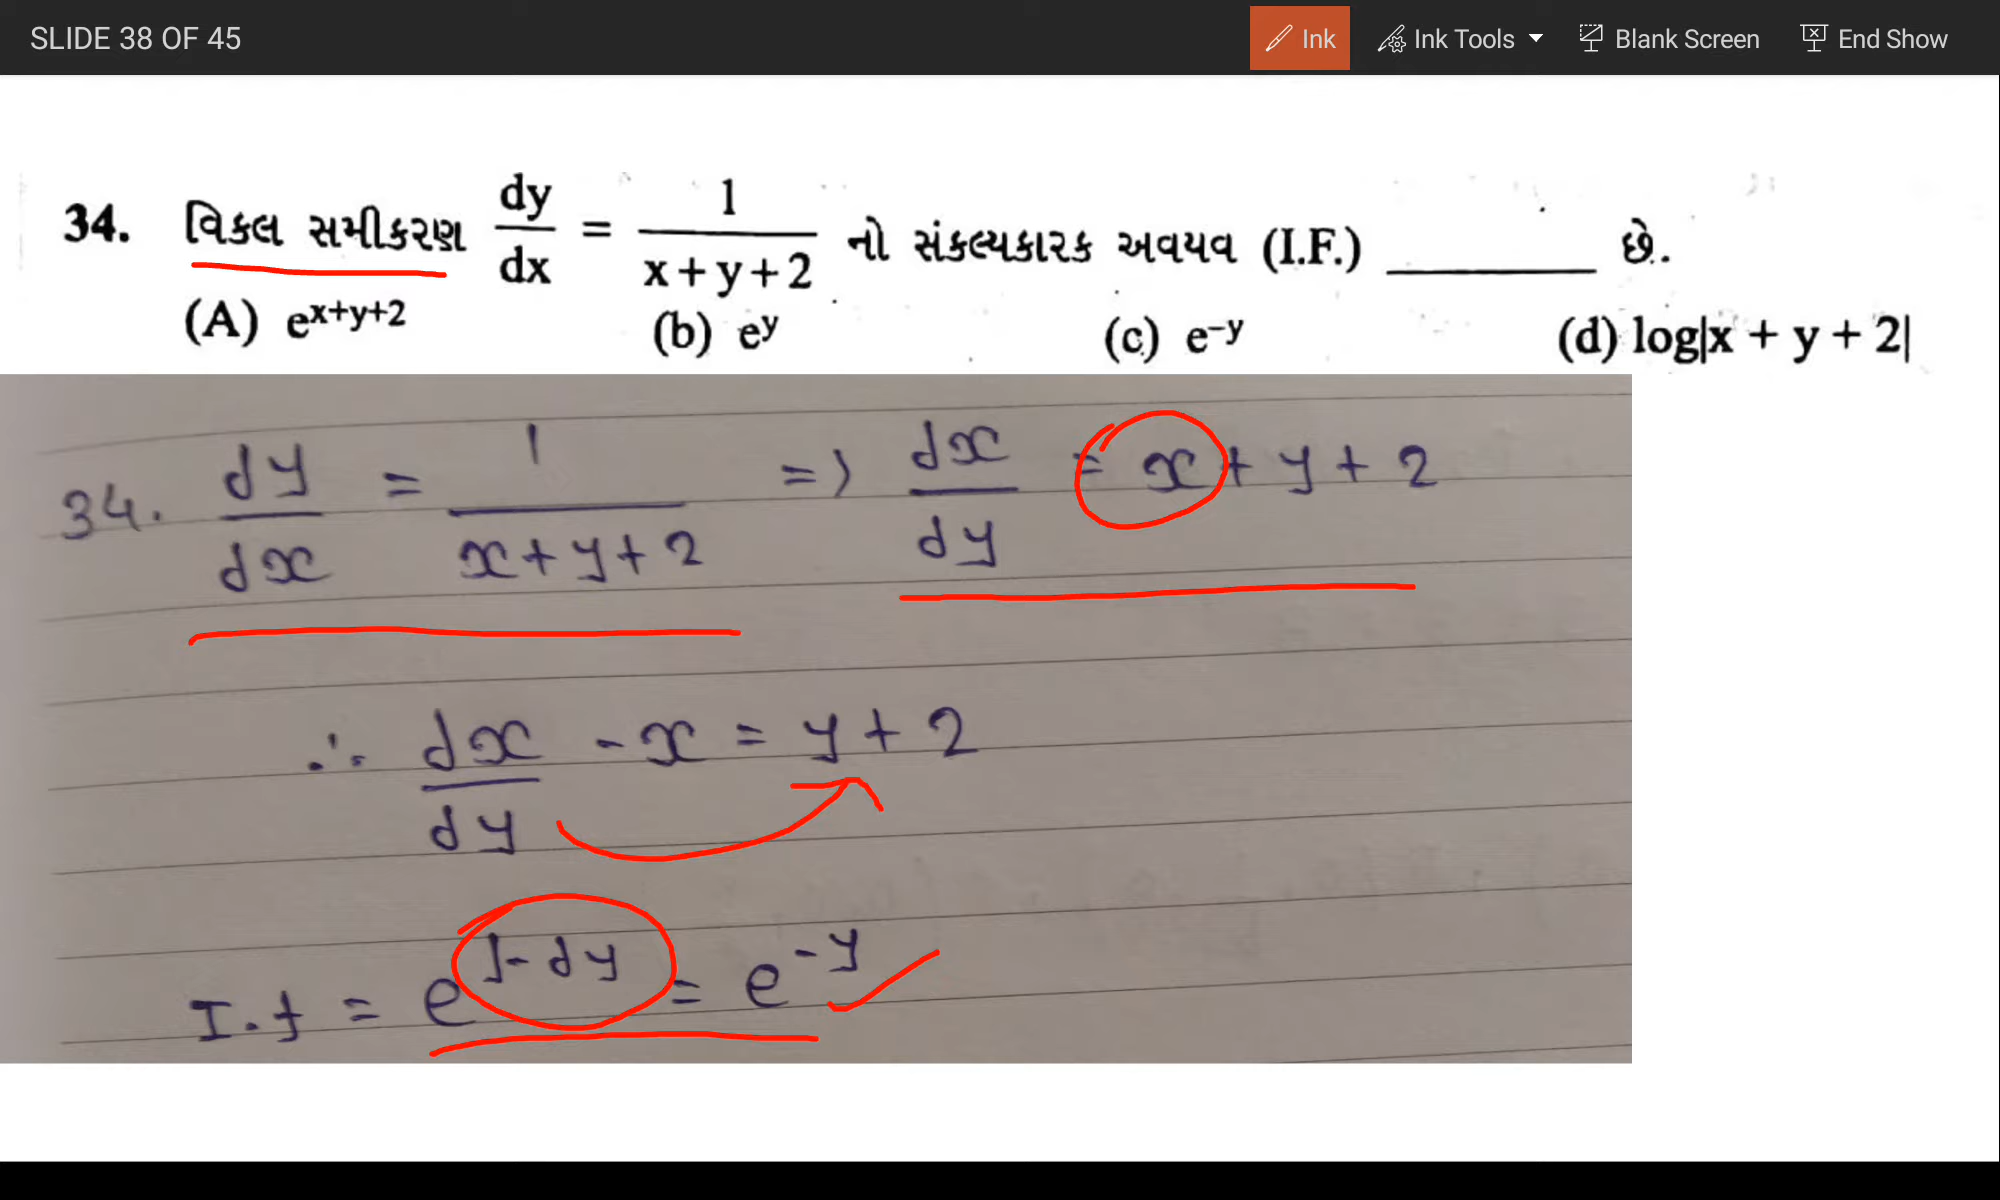 SLIDE 38 OF 45 Ink Ink Tools Blank Screen End Show
34. વિકલ સમીકરણ dy/dx = 1/(x+y+2) નો સંકલ્યકારક અવયવ (I.F.) ________ છે.
(A) e^(x+y+2) (b) e^y (c) e^-y (d) log|x + y + 2|
34. dy/dx = 1/(x+y+2) => dx/dy = x+y+2
∴ dx/dy - x = y+2
I.f = e^(∫-dy) = e^-y